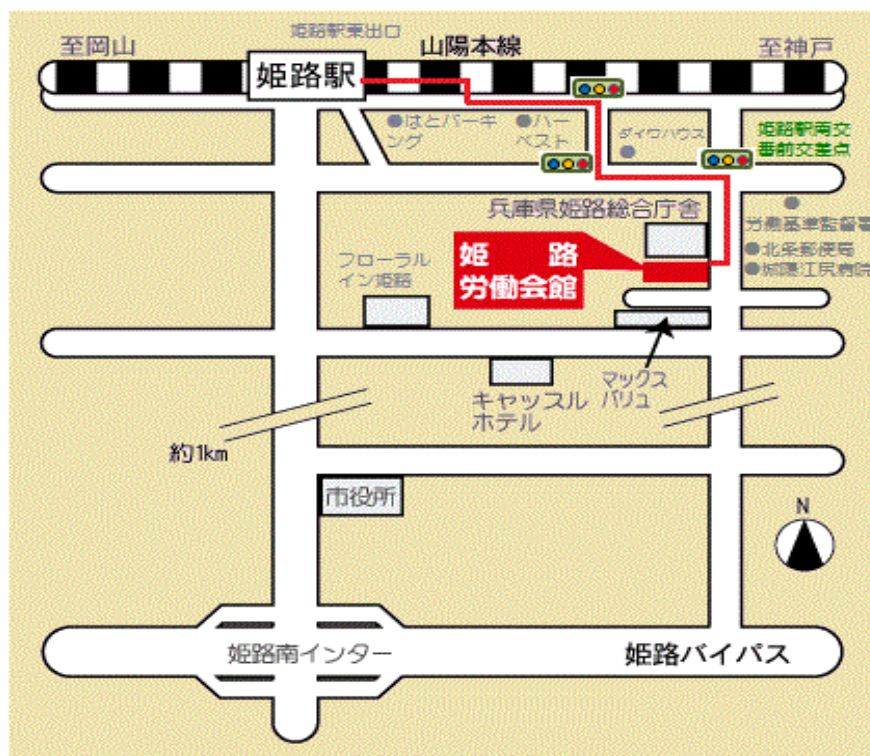 姫路駅東出口
至岡山
山陽本線
至神戸
姫路駅
はとパーキ
ング
ハー
ベスト
ダイワハウス
姫路駅南交
番前交差点
兵庫県姫路総合庁舎
労働基準監督署
北条郵便局
城陽江尻病院
姫路
労働会館
フローラル
イン姫路
マックス
バリュ
キャッスル
ホテル
約1km
市役所
N
姫路南インター
姫路バイパス